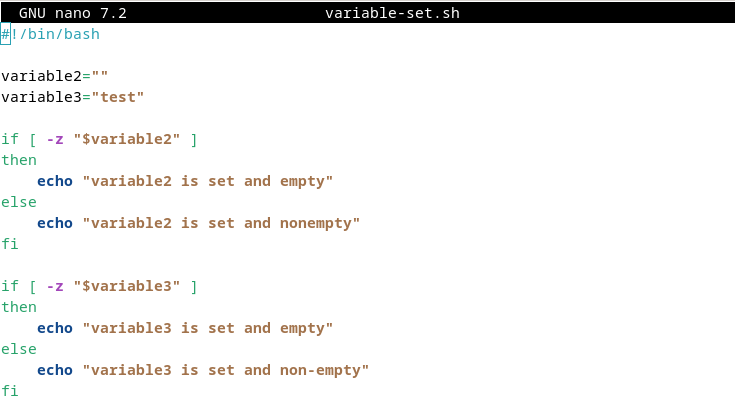 GNU nano 7.2 variable-set.sh
#!/bin/bash
variable2=""
variable3="test"
if [ -z "$variable2" ]
then
    echo "variable2 is set and empty"
else
    echo "variable2 is set and nonempty"
fi
if [ -z "$variable3" ]
then
    echo "variable3 is set and empty"
else
    echo "variable3 is set and non-empty"
fi